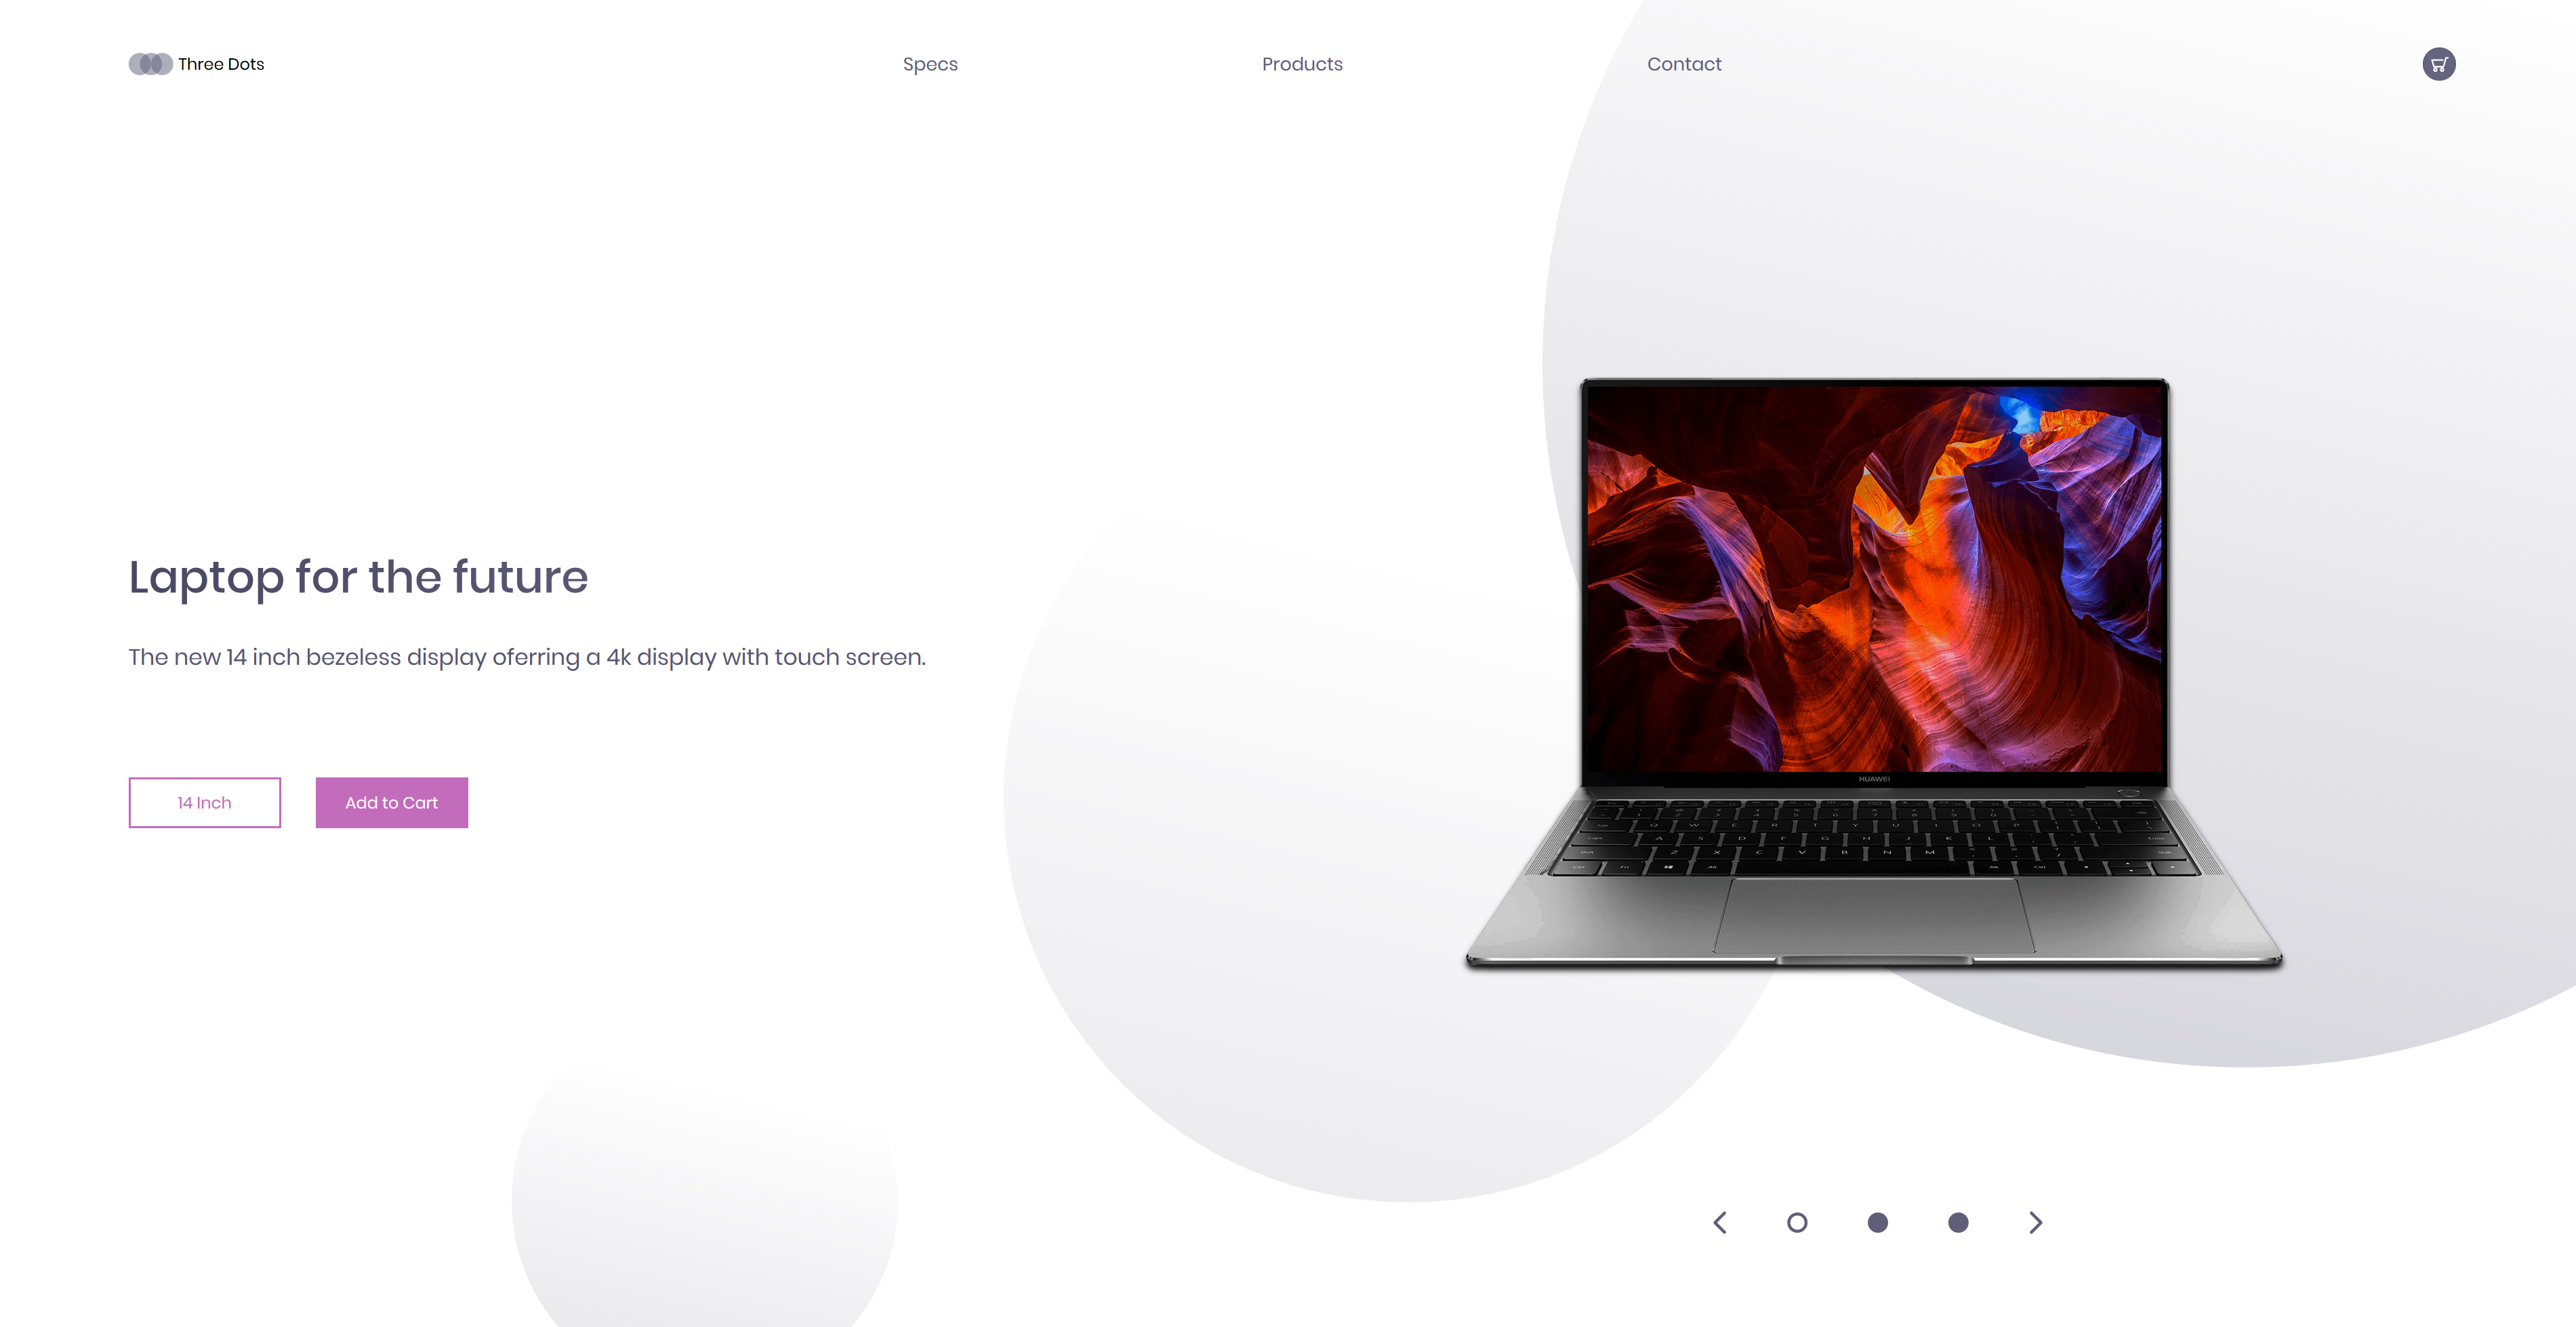 Three Dots
Specs
Products
Contact
Laptop for the future
The new 14 inch bezeless display oferring a 4k display with touch screen.
14 Inch
Add to Cart
HUAWEI
Q W E R T Y U I O P
A S D F G H J K L
Z X C V B N M